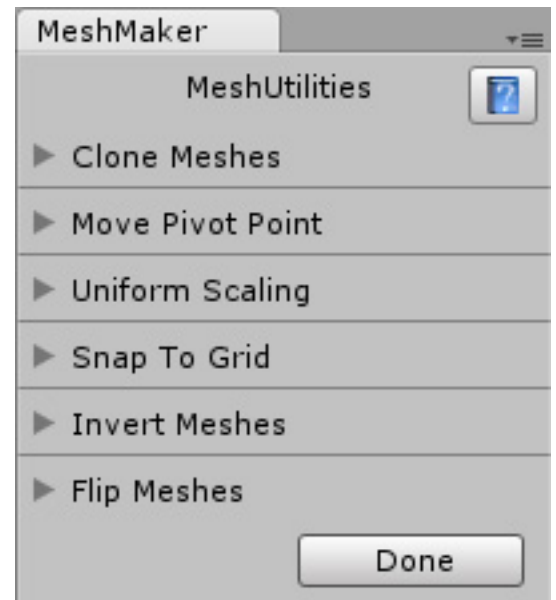 MeshMaker
MeshUtilities
?
Clone Meshes
Move Pivot Point
Uniform Scaling
Snap To Grid
Invert Meshes
Flip Meshes
Done